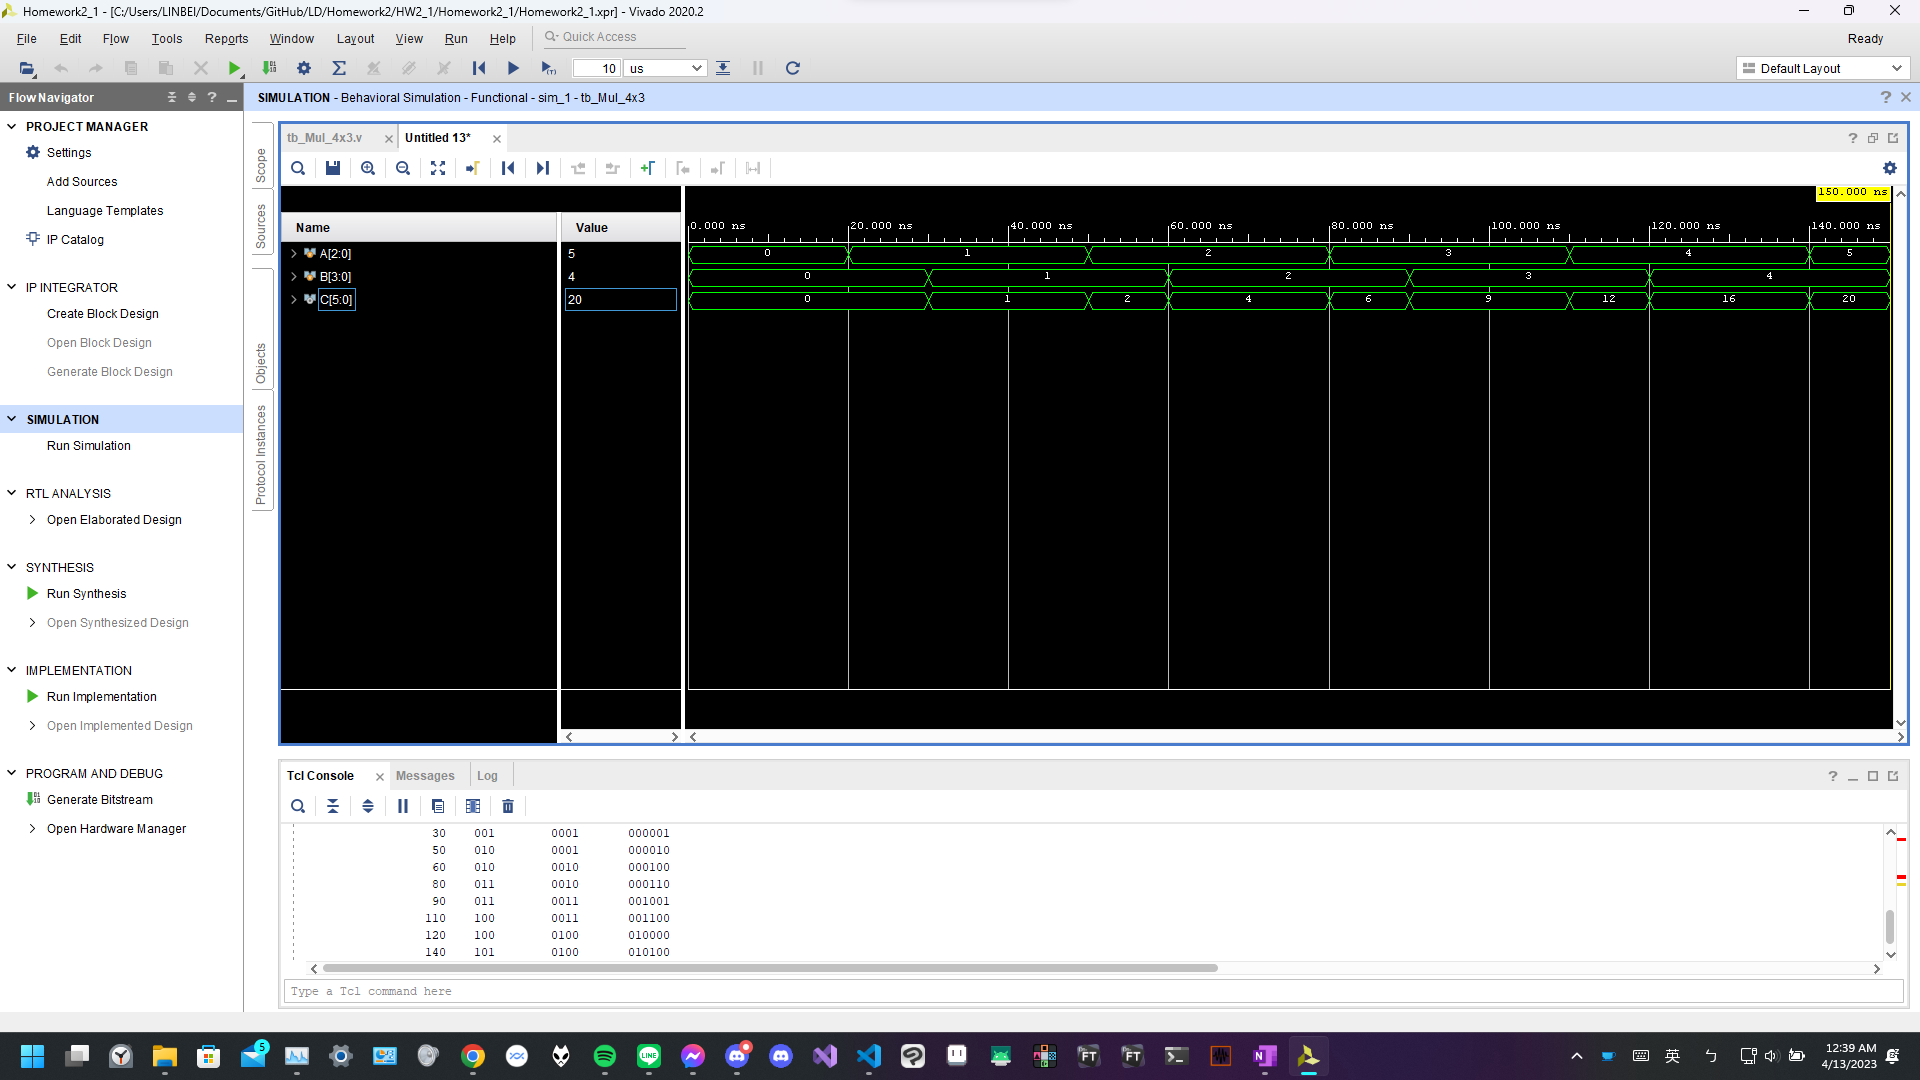 Homework2_1 - [C:/Users/LINBEI/Documents/GitHub/LD/Homework2/HW2_1/Homework2_1/Homework2_1.xpr] - Vivado 2020.2
File Edit Flow Tools Reports Window Layout View Run Help Quick Access Ready
10 us Default Layout
Flow Navigator
SIMULATION - Behavioral Simulation - Functional - sim_1 - tb_Mul_4x3
PROJECT MANAGER
Settings
Add Sources
Language Templates
IP Catalog
IP INTEGRATOR
Create Block Design
Open Block Design
Generate Block Design
SIMULATION
Run Simulation
RTL ANALYSIS
Open Elaborated Design
SYNTHESIS
Run Synthesis
Open Synthesized Design
IMPLEMENTATION
Run Implementation
Open Implemented Design
PROGRAM AND DEBUG
Generate Bitstream
Open Hardware Manager
Scope
Sources
Objects
Protocol Instances
tb_Mul_4x3.v Untitled 13*
150.000 ns
Name Value
0.000 ns 20.000 ns 40.000 ns 60.000 ns 80.000 ns 100.000 ns 120.000 ns 140.000 ns
A[2:0] 5 0 1 2 3 4 5
B[3:0] 4 0 1 2 3 4
C[5:0] 20 0 1 2 4 6 9 12 16 20
Tcl Console Messages Log
30 001 0001 000001
50 010 0001 000010
60 010 0010 000100
80 011 0010 000110
90 011 0011 001001
110 100 0011 001100
120 100 0100 010000
140 101 0100 010100
Type a Tcl command here
5
LINE
FT
FT
英
ㄅ
12:39 AM
4/13/2023